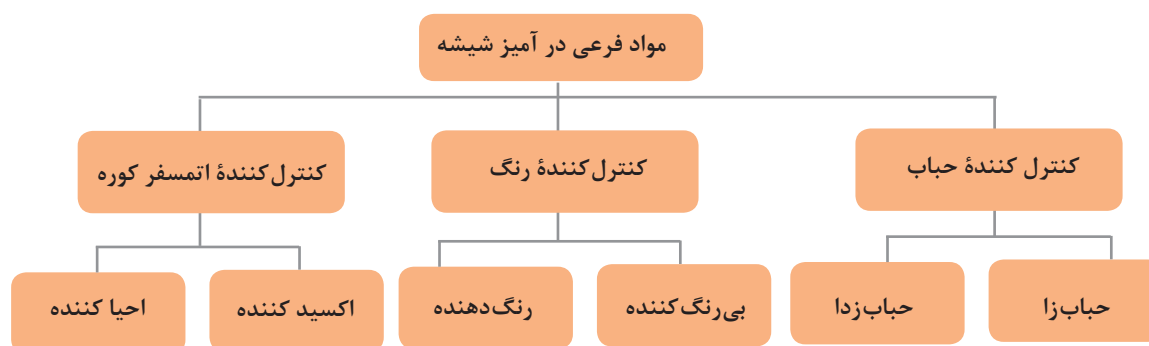 مواد فرعی در آمیز شیشه
کنترل کنندهٔ حباب
کنترل‌کنندهٔ رنگ
کنترل‌کنندهٔ اتمسفر کوره
حباب‌زا
حباب‌زدا
بی‌رنگ‌کننده
رنگ‌دهنده
اکسید کننده
احیا کننده